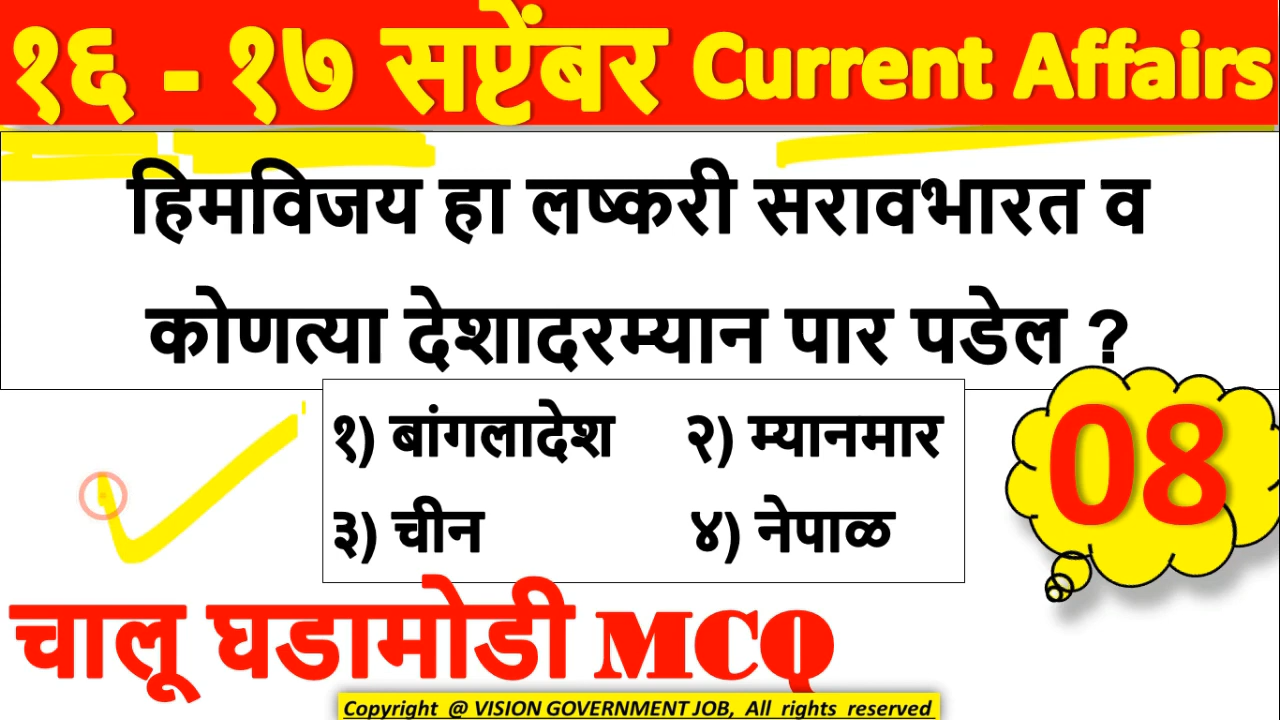 १६ - १७ सप्टेंबर Current Affairs
हिमविजय हा लष्करी सरावभारत व
कोणत्या देशादरम्यान पार पडेल ?
१) बांगलादेश २) म्यानमार
३) चीन ४) नेपाळ
08
चालू घडामोडी MCQ
Copyright @ VISION GOVERNMENT JOB, All rights reserved